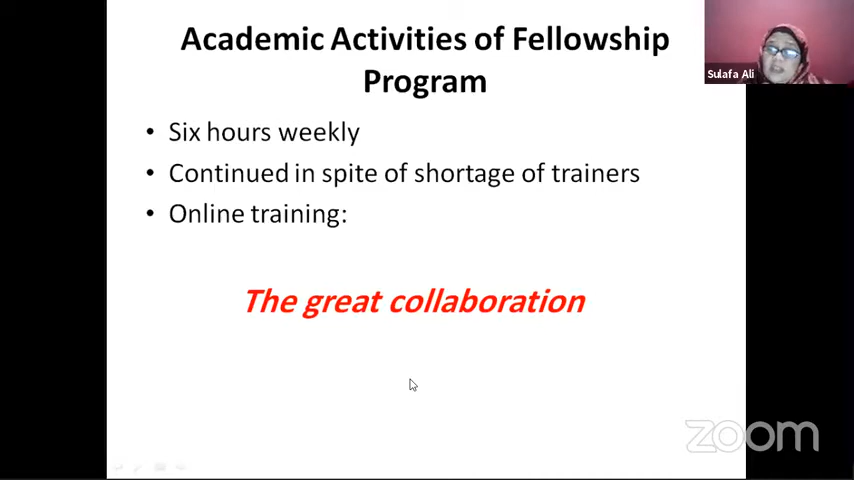 Academic Activities of Fellowship
Program
Sulafa Ali
• Six hours weekly
• Continued in spite of shortage of trainers
• Online training:
The great collaboration
zoom